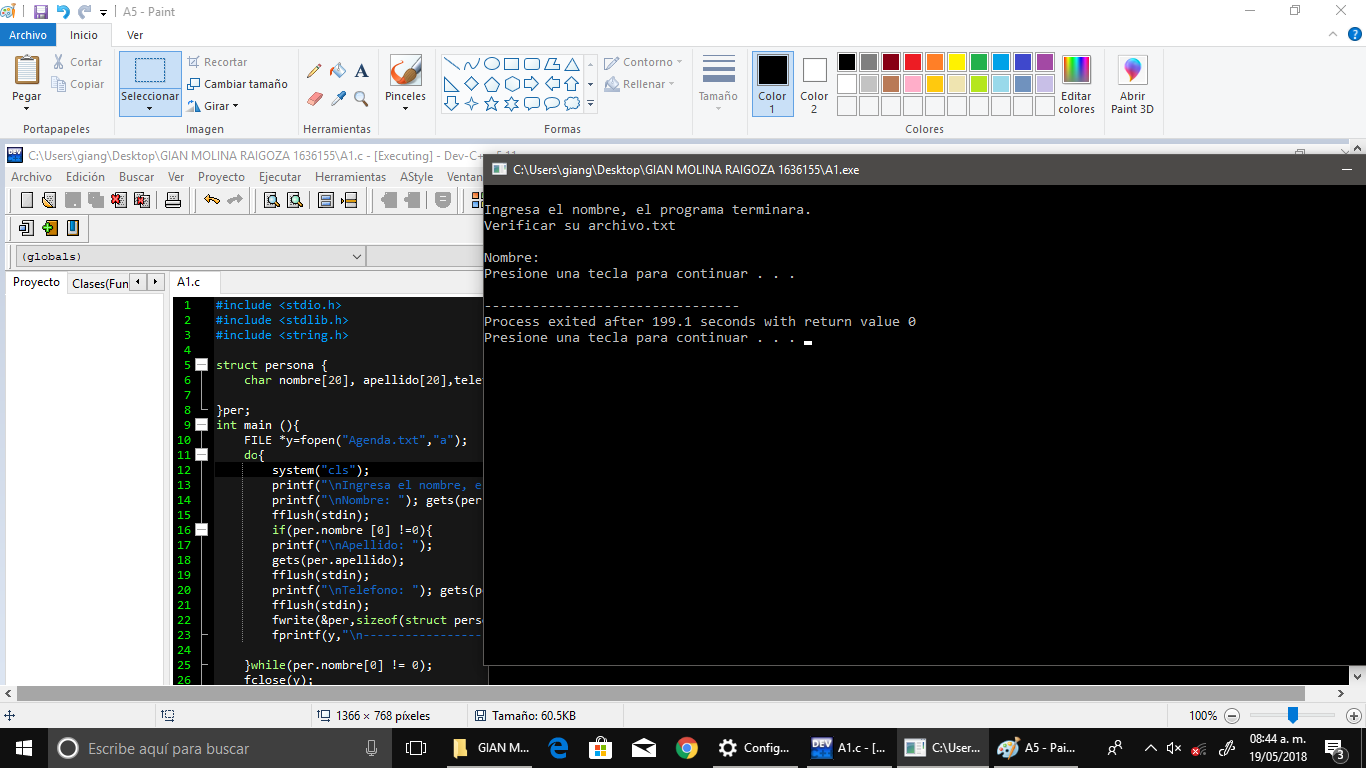 A5 - Paint
Archivo Inicio Ver
Pegar Cortar Copiar Portapapeles
Seleccionar Recortar Cambiar tamaño Girar Imagen
Herramientas
Pinceles
Contorno Rellenar Formas
Tamaño
Color 1 Color 2 Editar colores Colores
Abrir Paint 3D
DEV C:\Users\giang\Desktop\GIAN MOLINA RAIGOZA 1636155\A1.c - [Executing] - Dev-C++ 5.11
Archivo Edición Buscar Ver Proyecto Ejecutar Herramientas AStyle Ventan
(globals)
Proyecto Clases(Fun A1.c
1 #include <stdio.h>
2 #include <stdlib.h>
3 #include <string.h>
4
5 struct persona {
6 char nombre[20], apellido[20],telef
7
8 }per;
9 int main (){
10 FILE *y=fopen("Agenda.txt","a");
11 do{
12 system("cls");
13 printf("\nIngresa el nombre, e
14 printf("\nNombre: "); gets(per
15 fflush(stdin);
16 if(per.nombre [0] !=0){
17 printf("\nApellido: ");
18 gets(per.apellido);
19 fflush(stdin);
20 printf("\nTelefono: "); gets(p
21 fflush(stdin);
22 fwrite(&per,sizeof(struct pers
23 fprintf(y,"\n-----------------
24
25 }while(per.nombre[0] != 0);
26 fclose(y);
C:\Users\giang\Desktop\GIAN MOLINA RAIGOZA 1636155\A1.exe
Ingresa el nombre, el programa terminara.
Verificar su archivo.txt
Nombre:
Presione una tecla para continuar . . .
--------------------------------
Process exited after 199.1 seconds with return value 0
Presione una tecla para continuar . . .
1366 × 768 píxeles Tamaño: 60.5KB 100%
Escribe aquí para buscar
GIAN M... Config... DEV A1.c - [... C:\User... A5 - Pai...
08:44 a. m.
19/05/2018
3